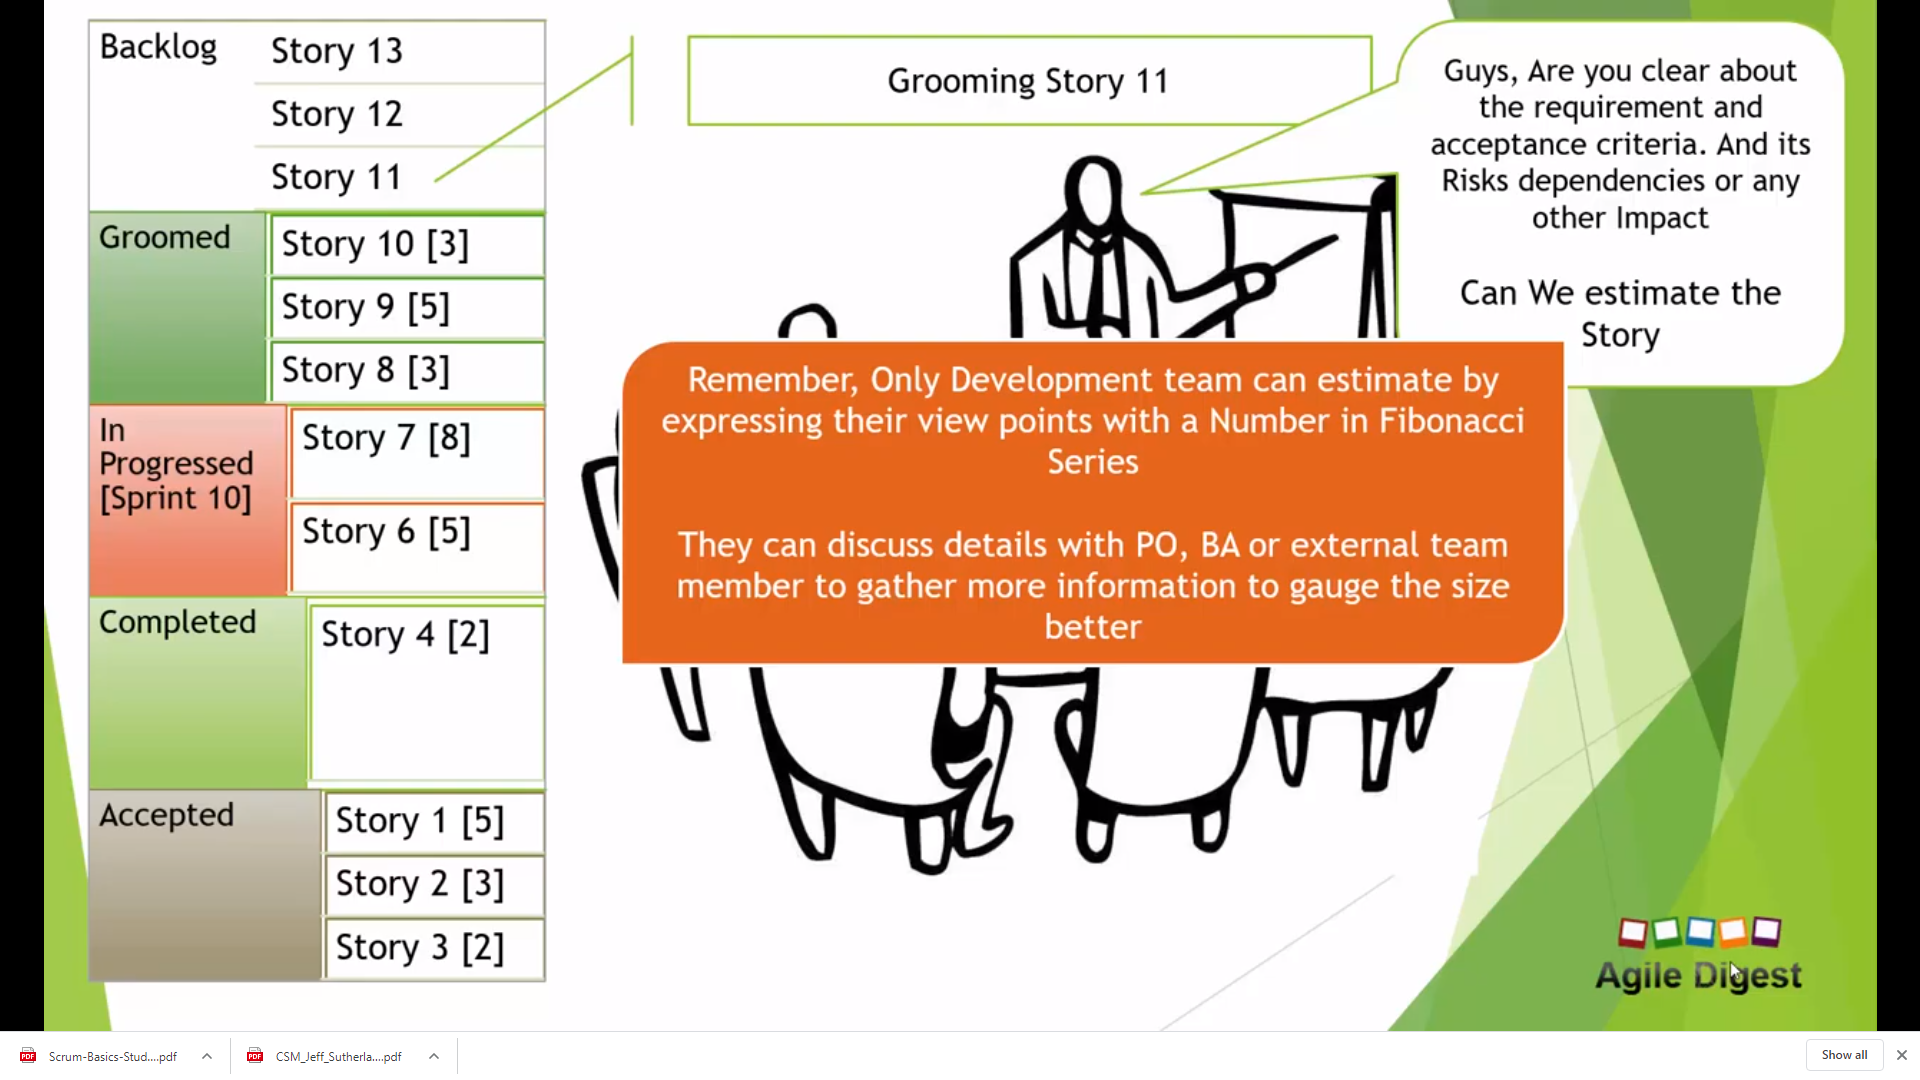 Backlog
Story 13
Story 12
Story 11
Groomed
Story 10 [3]
Story 9 [5]
Story 8 [3]
In
Progressed
[Sprint 10]
Story 7 [8]
Story 6 [5]
Completed
Story 4 [2]
Accepted
Story 1 [5]
Story 2 [3]
Story 3 [2]
Grooming Story 11
Guys, Are you clear about
the requirement and
acceptance criteria. And its
Risks dependencies or any
other Impact
Can We estimate the
Story
Remember, Only Development team can estimate by
expressing their view points with a Number in Fibonacci
Series
They can discuss details with PO, BA or external team
member to gather more information to gauge the size
better
Agile Digest
Scrum-Basics-Stud....pdf
CSM_Jeff_Sutherla....pdf
Show all